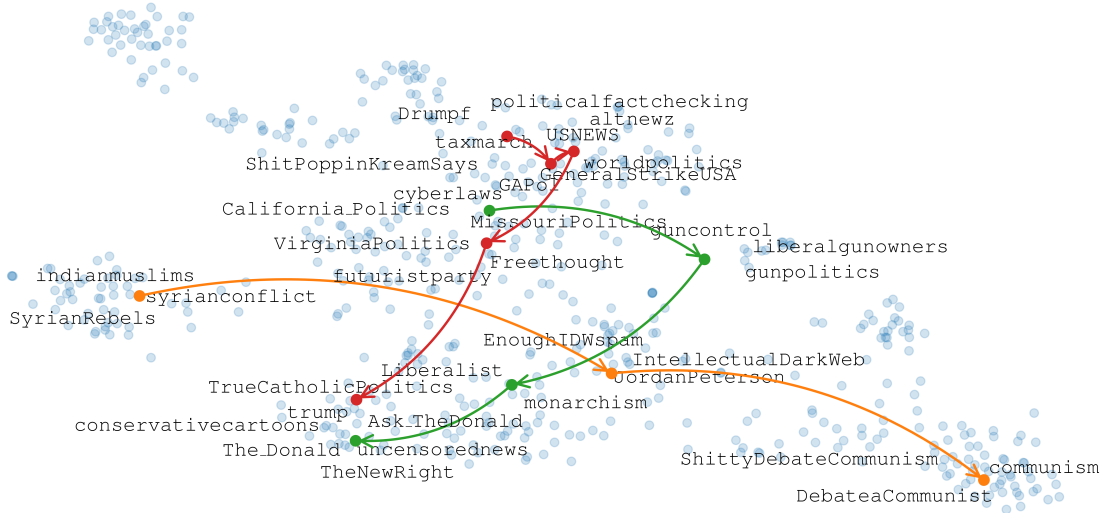 politicalfactchecking
Drumpf
altnewz
USNEWS
taxmarch
ShitPoppinKreamSays
worldpolitics
GeneralStrikeUSA
GAPol
cyberlaws
California_Politics
MissouriPolitics
guncontrol
VirginiaPolitics
liberalgunowners
Freethought
gunpolitics
indianmuslims
futuristparty
syrianconflict
SyrianRebels
EnoughIDWspam
IntellectualDarkWeb
Liberalist
JordanPeterson
TrueCatholicPolitics
monarchism
trump
Ask_TheDonald
conservativecartoons
The_Donald
uncensorednews
ShittyDebateCommunism
communism
TheNewRight
DebateaCommunist